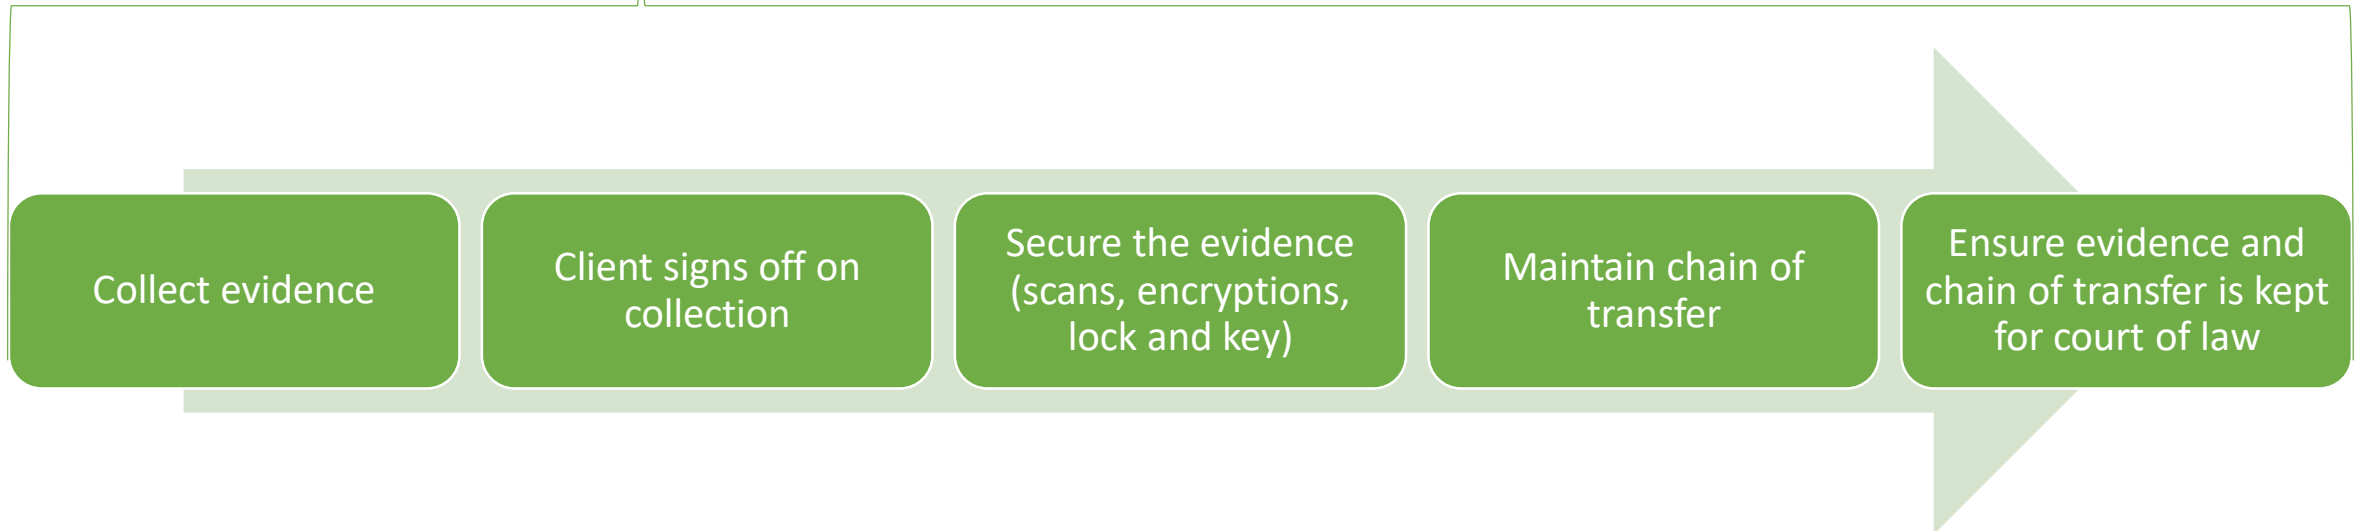 Collect evidence
Client signs off on
collection
Secure the evidence
(scans, encryptions,
lock and key)
Maintain chain of
transfer
Ensure evidence and
chain of transfer is kept
for court of law